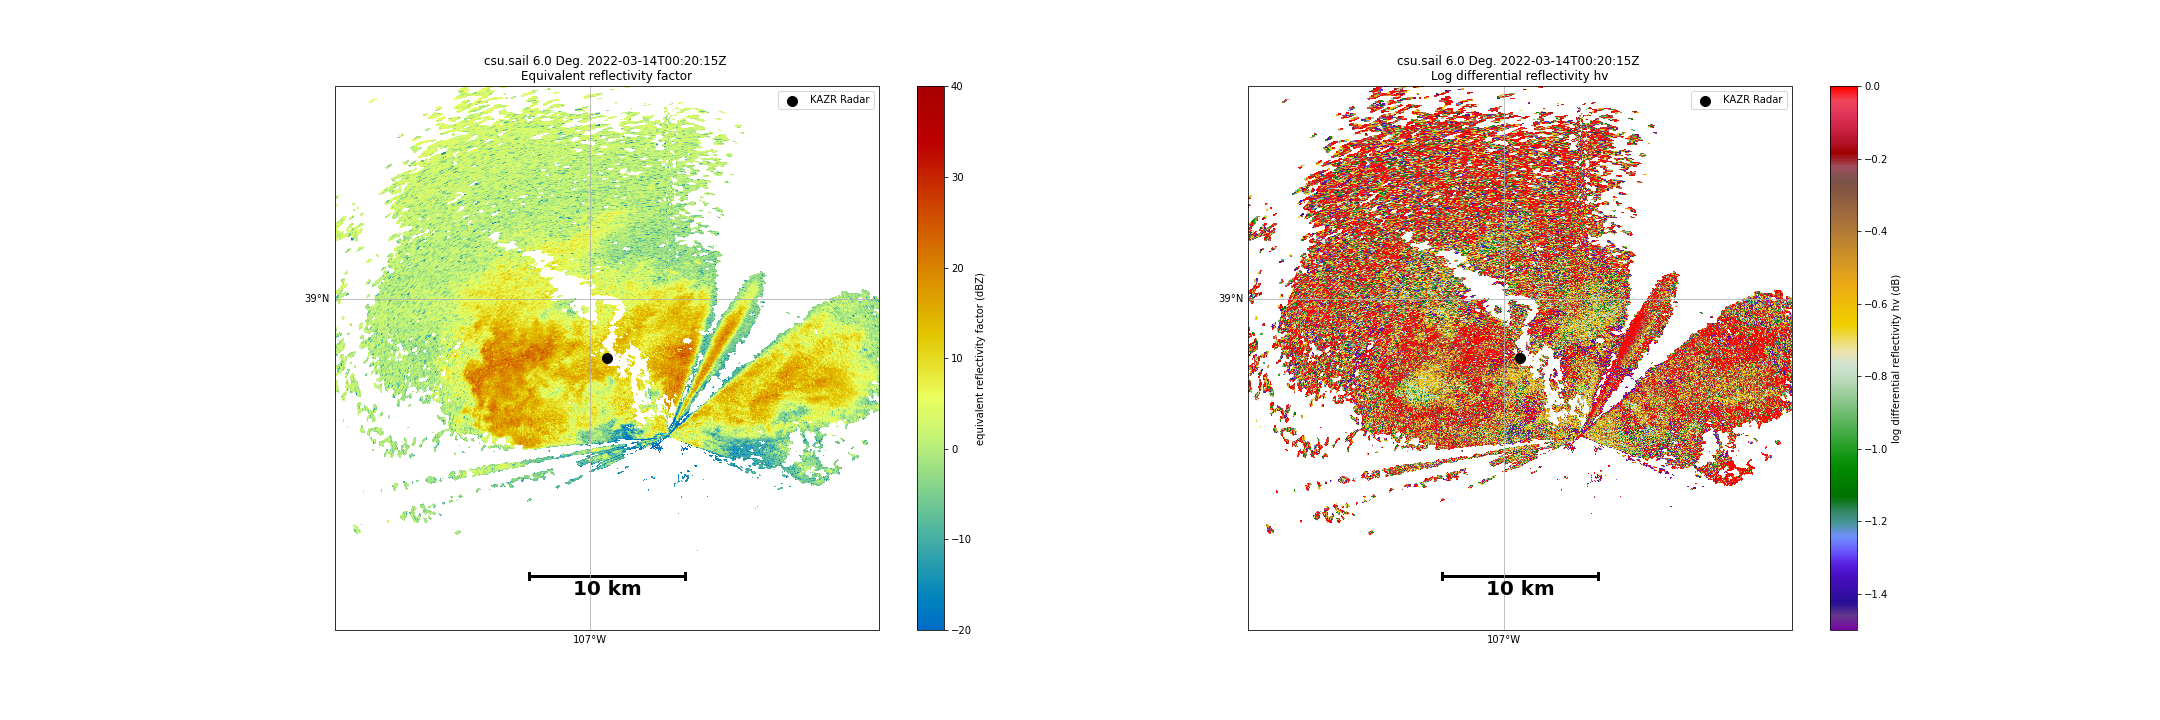 csu.sail 6.0 Deg. 2022-03-14T00:20:15Z
Equivalent reflectivity factor
KAZR Radar
39°N
107°W
10 km
40
30
20
10
0
−10
−20
equivalent reflectivity factor (dBZ)
csu.sail 6.0 Deg. 2022-03-14T00:20:15Z
Log differential reflectivity hv
KAZR Radar
39°N
107°W
10 km
0.0
−0.2
−0.4
−0.6
−0.8
−1.0
−1.2
−1.4
log differential reflectivity hv (dB)